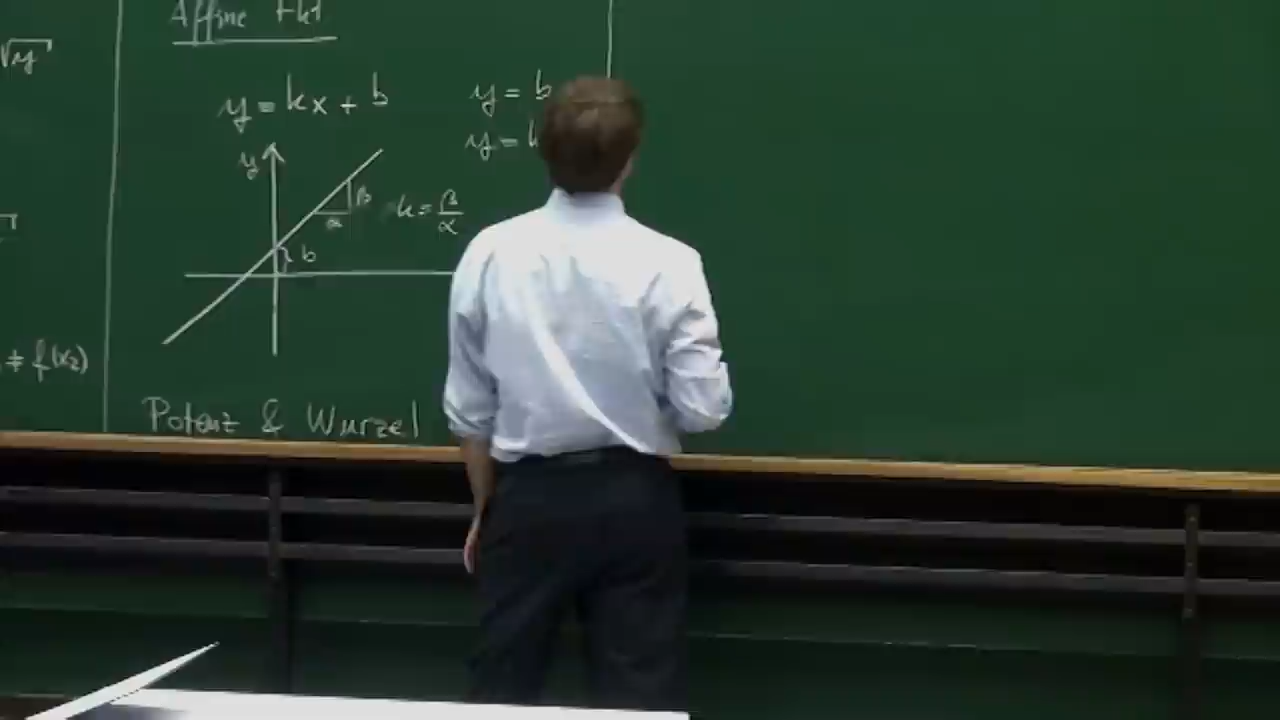 √y
≠ f(x₂)
Affine Fkt
y = kx + b
y = b
y =
y
β
α
k = β/α
b
Potenz & Wurzel